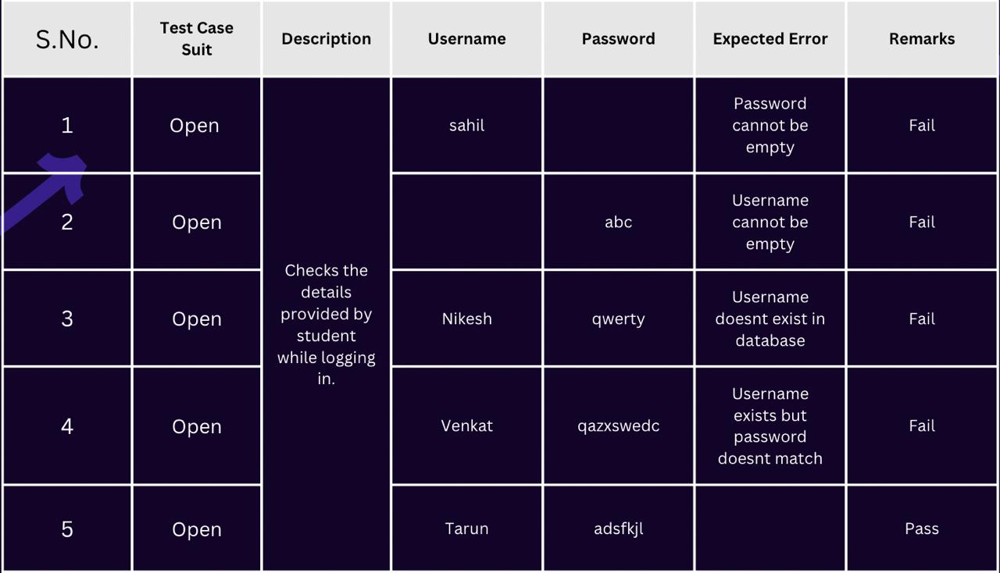 S.No.
Test Case
Suit
Description
Username
Password
Expected Error
Remarks
1
Open
Checks the
details
provided by
student
while logging
in.
sahil
Password
cannot be
empty
Fail
2
Open
abc
Username
cannot be
empty
Fail
3
Open
Nikesh
qwerty
Username
doesnt exist in
database
Fail
4
Open
Venkat
qazxswedc
Username
exists but
password
doesnt match
Fail
5
Open
Tarun
adsfkjl
Pass